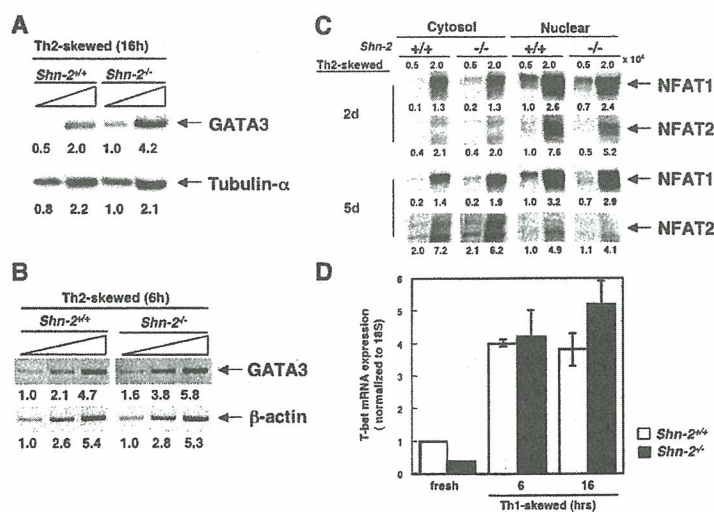 A
Th2-skewed (16h)
Shn-2+/+ Shn-2-/-
GATA3
0.5 2.0 1.0 4.2
Tubulin-α
0.8 2.2 1.0 2.1
B
Th2-skewed (6h)
Shn-2+/+ Shn-2-/-
GATA3
1.0 2.1 4.7 1.6 3.8 5.8
β-actin
1.0 2.6 5.4 1.0 2.8 5.3
C
Cytosol Nuclear
Shn-2 +/+ -/- +/+ -/-
Th2-skewed 0.5 2.0 0.5 2.0 0.5 2.0 0.5 2.0 x 10⁴
NFAT1
0.1 1.3 0.2 1.3 1.0 2.6 0.7 2.4
2d
NFAT2
0.4 2.1 0.4 2.0 1.0 7.6 0.5 5.2
NFAT1
0.2 1.4 0.2 1.9 1.0 3.2 0.7 2.9
5d
NFAT2
2.0 7.2 2.1 6.2 1.0 4.9 1.1 4.1
D
T-bet mRNA expression
( normalized to 18S)
6
5
4
3
2
1
0
fresh 6 16
Th1-skewed (hrs)
Shn-2+/+
Shn-2-/-